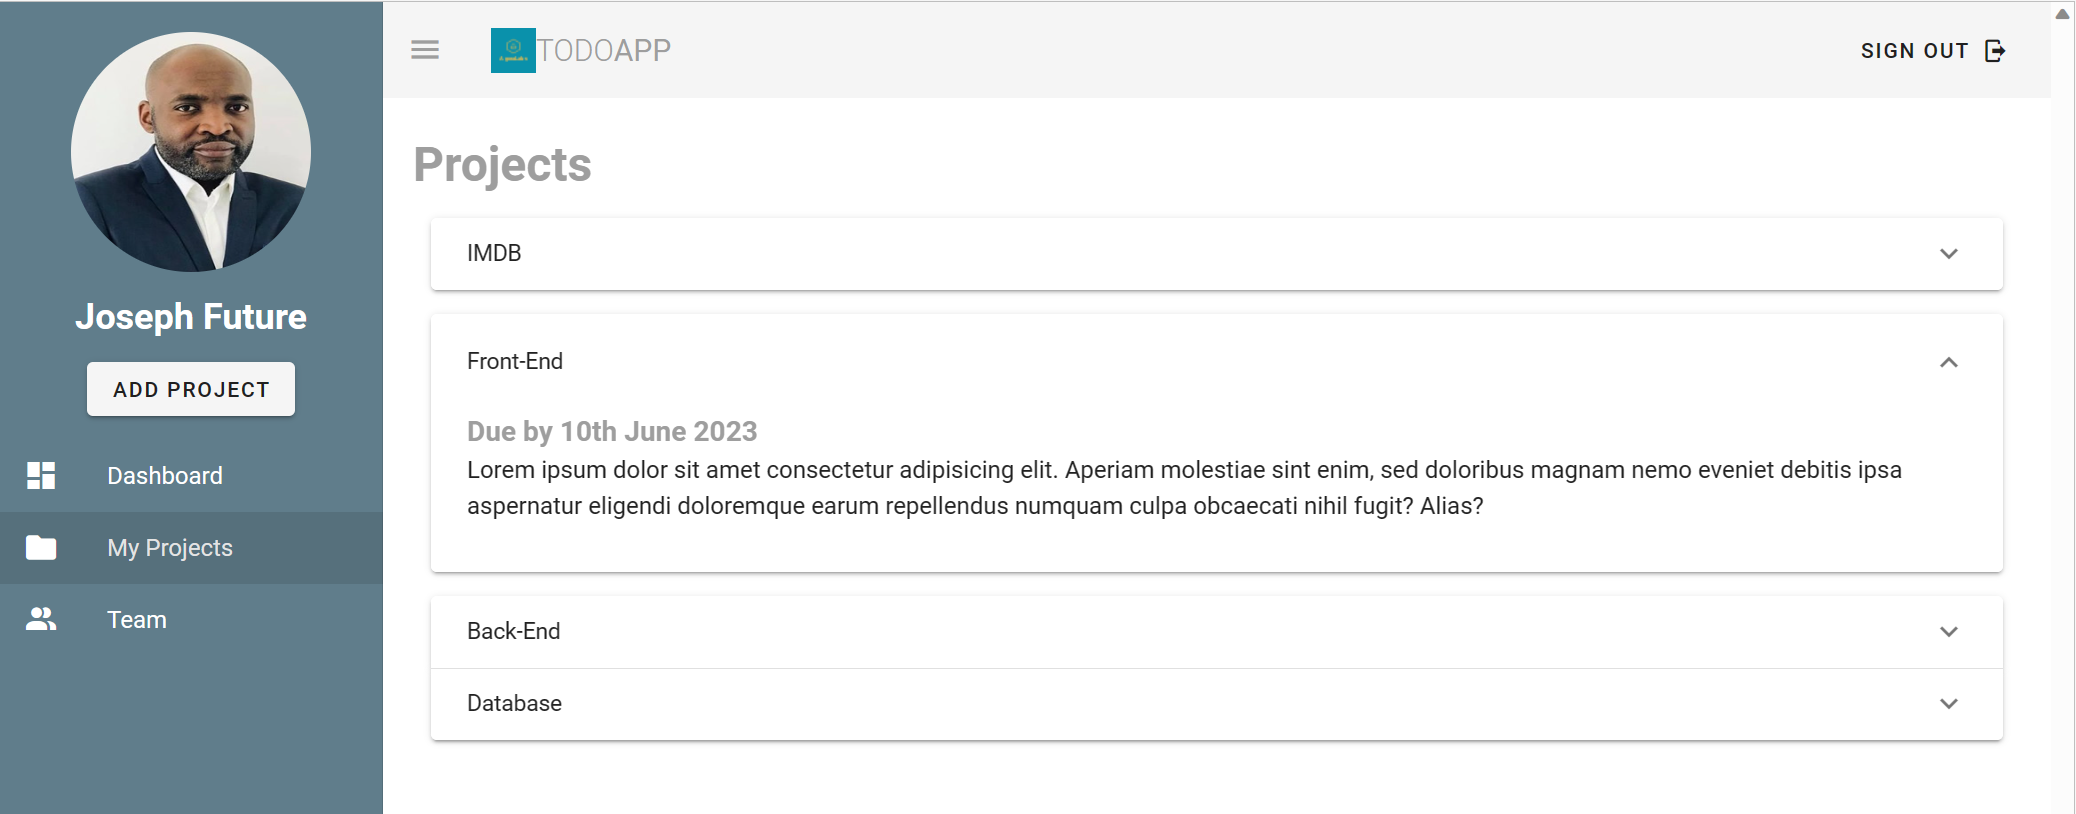 TODOAPP
SIGN OUT
Joseph Future
ADD PROJECT
Dashboard
My Projects
Team
Projects
IMDB
Front-End
Due by 10th June 2023
Lorem ipsum dolor sit amet consectetur adipisicing elit. Aperiam molestiae sint enim, sed doloribus magnam nemo eveniet debitis ipsa
aspernatur eligendi doloremque earum repellendus numquam culpa obcaecati nihil fugit? Alias?
Back-End
Database